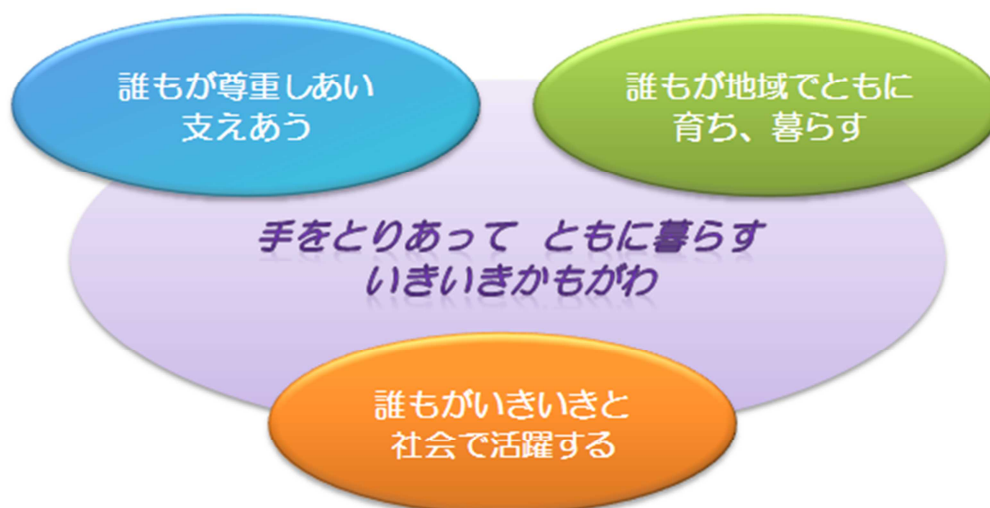 誰もが尊重しあい
支えあう
誰もが地域でともに
育ち、暮らす
手をとりあって ともに暮らす
いきいきかもがわ
誰もがいきいきと
社会で活躍する